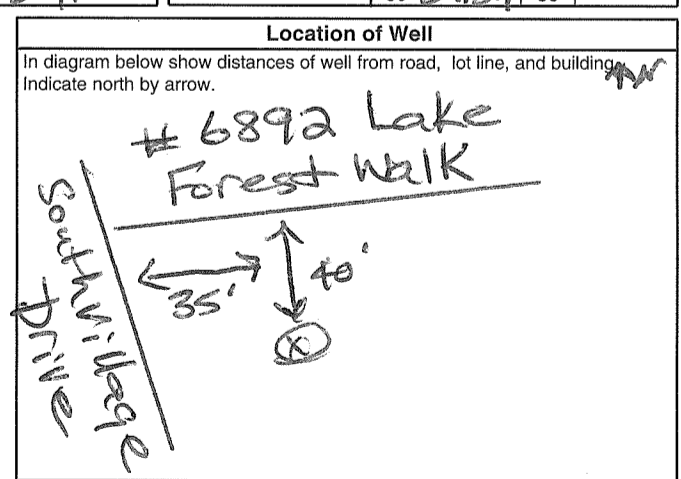 Location of Well
In diagram below show distances of well from road, lot line, and building.
Indicate north by arrow.
N
# 6892 Lake
Forest Walk
Southvillage
Drive
35'
40'
X